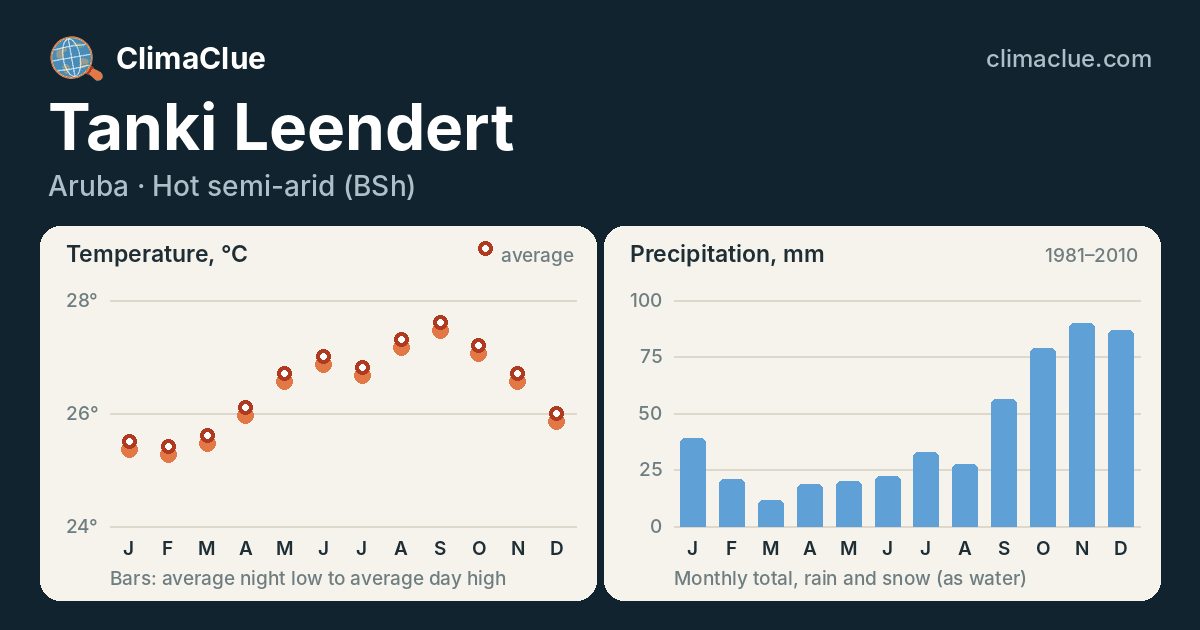 ClimaClue
climaclue.com
Tanki Leendert
Aruba · Hot semi-arid (BSh)
Temperature, °C
average
28°
26°
24°
J F M A M J J A S O N D
Bars: average night low to average day high
Precipitation, mm
1981–2010
100
75
50
25
0
J F M A M J J A S O N D
Monthly total, rain and snow (as water)